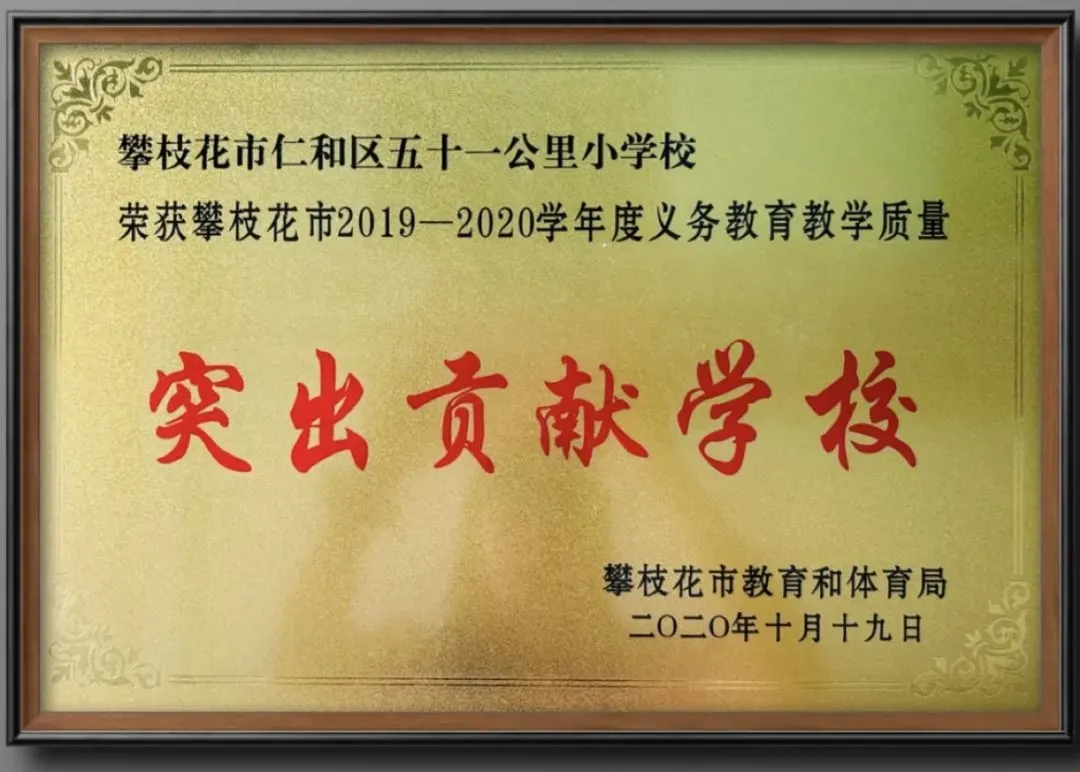 攀枝花市仁和区五十一公里小学校
荣获攀枝花市2019—2020学年度义务教育教学质量
突出贡献学校
攀枝花市教育和体育局
二〇二〇年十月十九日